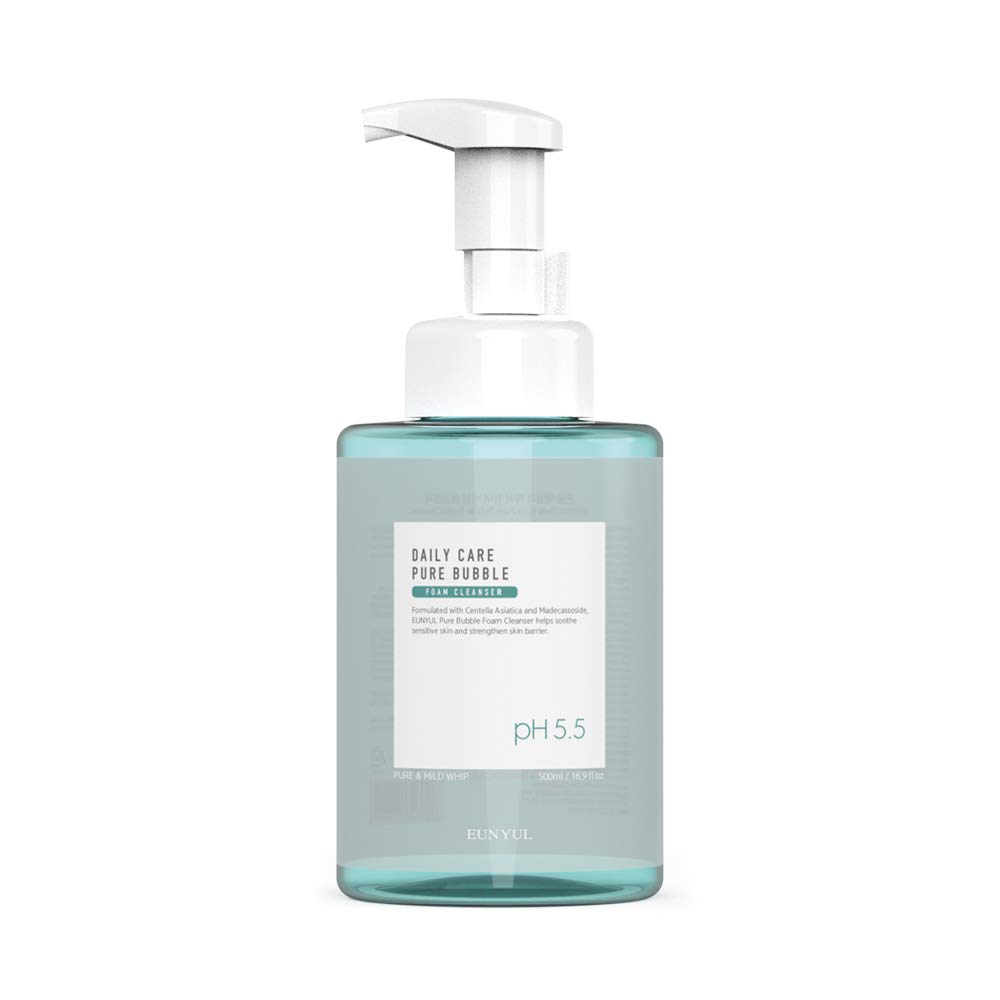 DAILY CARE
PURE BUBBLE
FOAM CLEANSER
Formulated with Centella Asiatica and Madecassoside,
EUNYUL Pure Bubble Foam Cleanser helps soothe
sensitive skin and strengthen skin barrier.
pH 5.5
PURE & MILD WHIP
500ml / 16.9 fl.oz.
EUNYUL